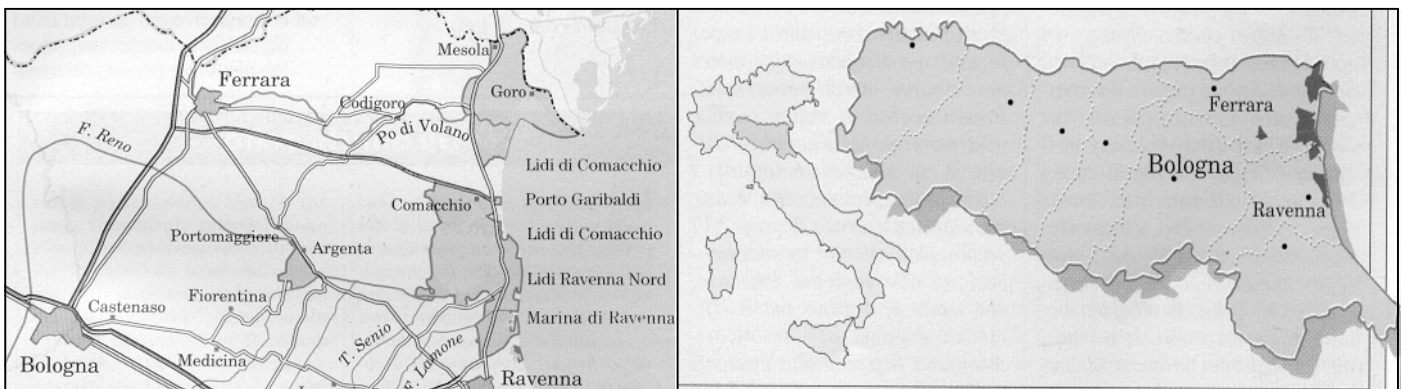 Mesola
Ferrara
Goro
Codigoro
Po di Volano
F. Reno
Lidi di Comacchio
Comacchio
Porto Garibaldi
Lidi di Comacchio
Portomaggiore
Argenta
Lidi Ravenna Nord
Fiorentina
Castenaso
Marina di Ravenna
T. Senio
Bologna
Medicina
F. Lamone
Ravenna
Ferrara
Bologna
Ravenna